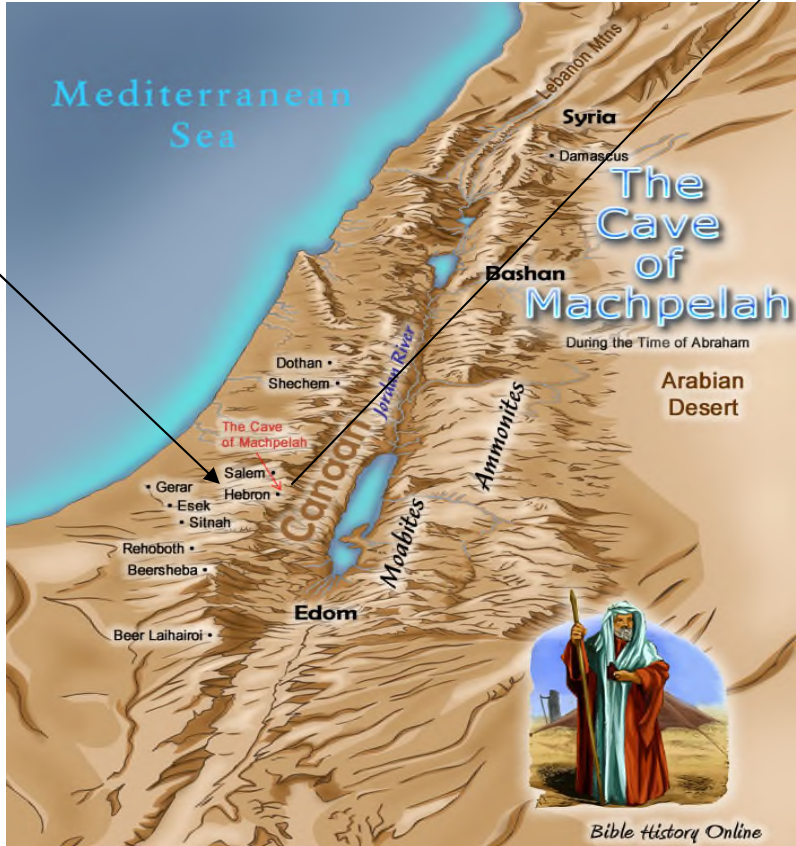 Lebanon Mtns
Mediterranean
Sea
Syria
Damascus
The
Cave
of
Machpelah
During the Time of Abraham
Bashan
Arabian
Desert
Dothan
Shechem
Jordan River
The Cave
of Machpelah
Canaan
Ammonites
Salem
Hebron
Gerar
Esek
Sitnah
Moabites
Rehoboth
Beersheba
Edom
Beer Laihairoi
Bible History Online